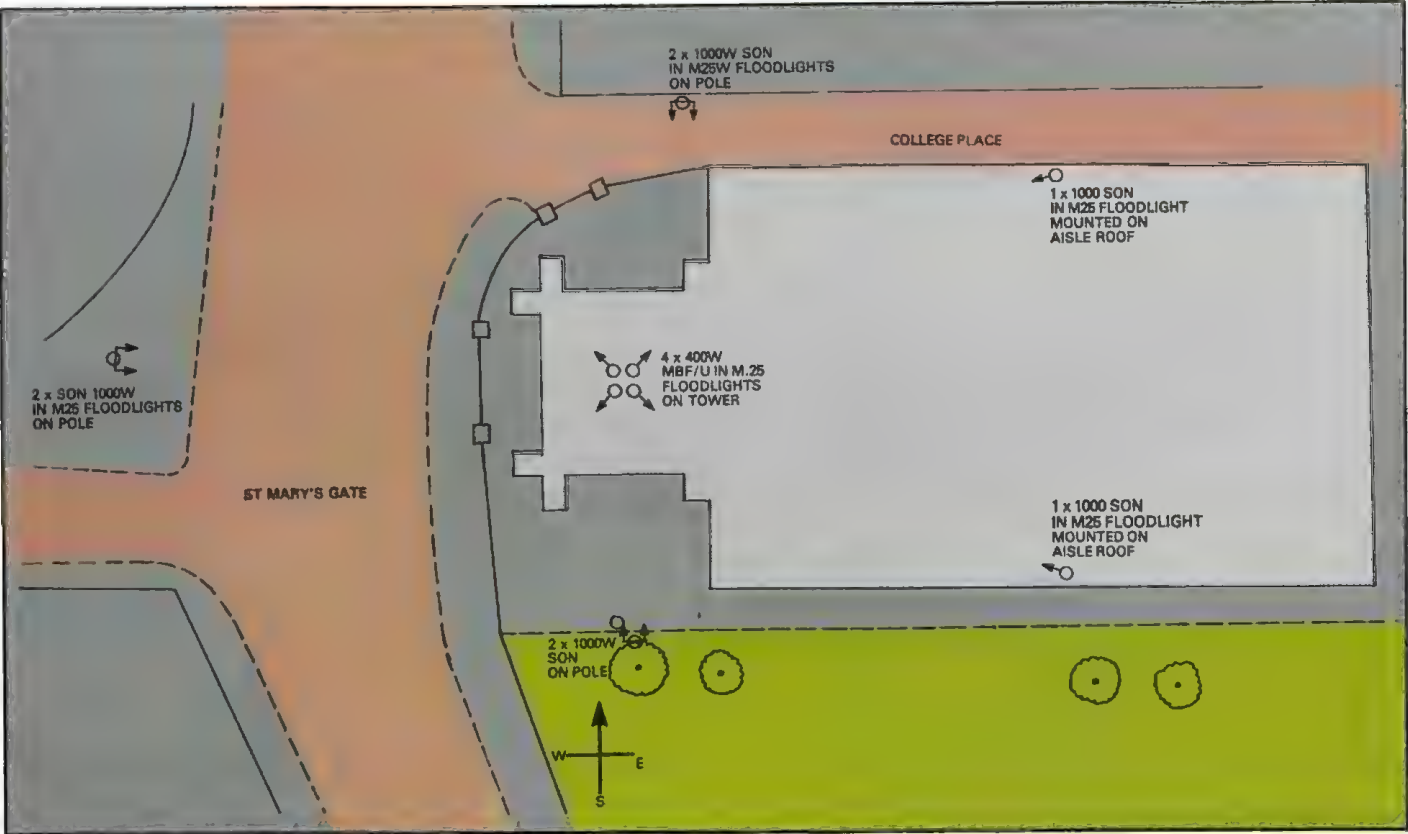 2 x 1000W SON
IN M25W FLOODLIGHTS
ON POLE
COLLEGE PLACE
1 x 1000 SON
IN M25 FLOODLIGHT
MOUNTED ON
AISLE ROOF
4 x 400W
MBF/U IN M.25
FLOODLIGHTS
ON TOWER
2 x SON 1000W
IN M25 FLOODLIGHTS
ON POLE
ST MARY'S GATE
1 x 1000 SON
IN M25 FLOODLIGHT
MOUNTED ON
AISLE ROOF
2 x 1000W
SON
ON POLE
W
E
S